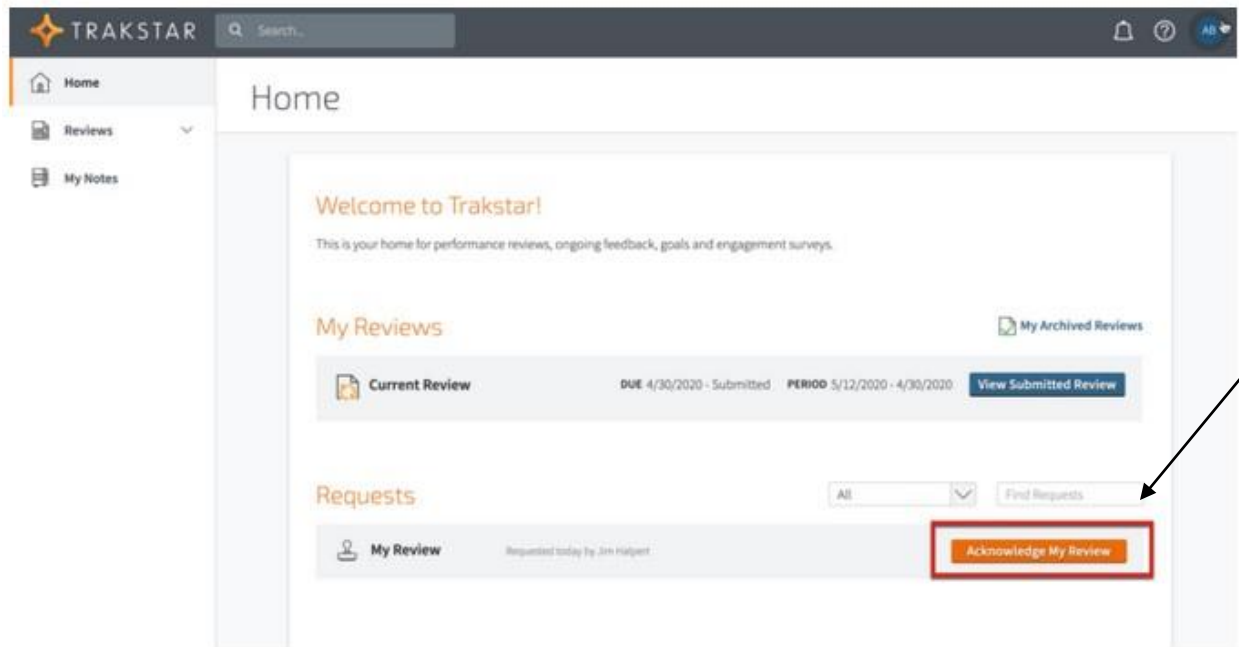 TRAKSTAR
Search..
AB
Home
Reviews
My Notes
Home
Welcome to Trakstar!
This is your home for performance reviews, ongoing feedback, goals and engagement surveys.
My Reviews
My Archived Reviews
Current Review
DUE 4/30/2020 - Submitted PERIOD 5/12/2020 - 4/30/2020
View Submitted Review
Requests
All
Find Requests
My Review
Requested today by Jim Halpert
Acknowledge My Review